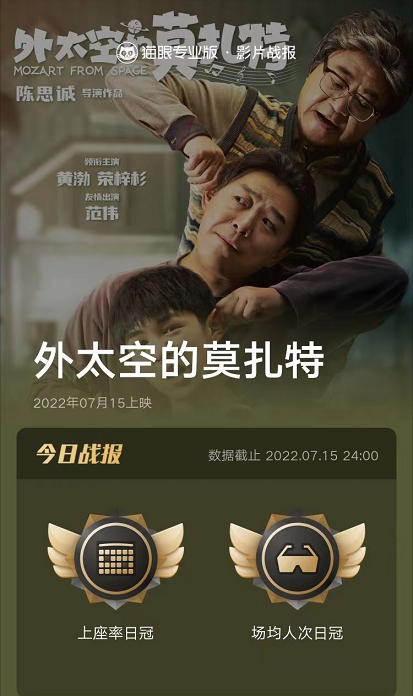 外太空的莫扎特
猫眼专业版 · 影片战报
MOZART FROM SPACE
陈思诚 导演作品
领衔主演
黄渤 荣梓杉
友情出演
范伟
外太空的莫扎特
2022年07月15上映
今日战报
数据截止 2022.07.15 24:00
上座率日冠
场均人次日冠